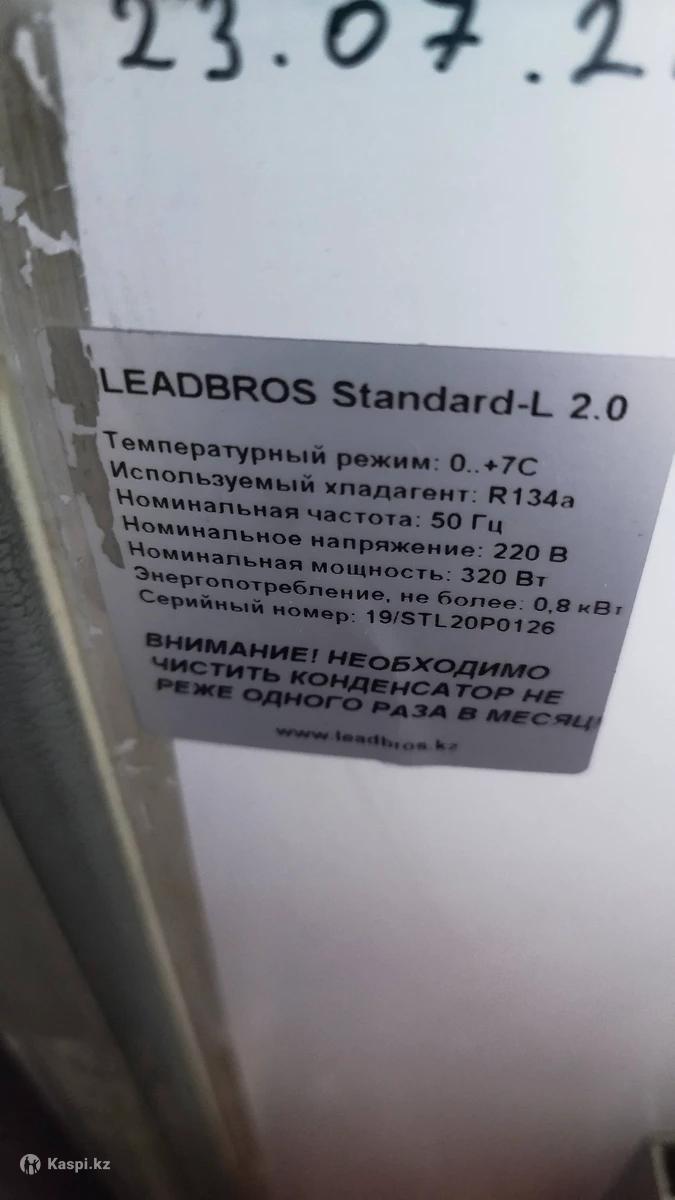 23.07.2
LEADBROS Standard-L 2.0
Температурный режим: 0..+7С
Используемый хладагент: R134a
Номинальная частота: 50 Гц
Номинальное напряжение: 220 В
Номинальная мощность: 320 Вт
Энергопотребление, не более: 0,8 кВт
Серийный номер: 19/STL20P0126
ВНИМАНИЕ! НЕОБХОДИМО
ЧИСТИТЬ КОНДЕНСАТОР НЕ
РЕЖЕ ОДНОГО РАЗА В МЕСЯЦ!
www.leadbros.kz
Kaspi.kz